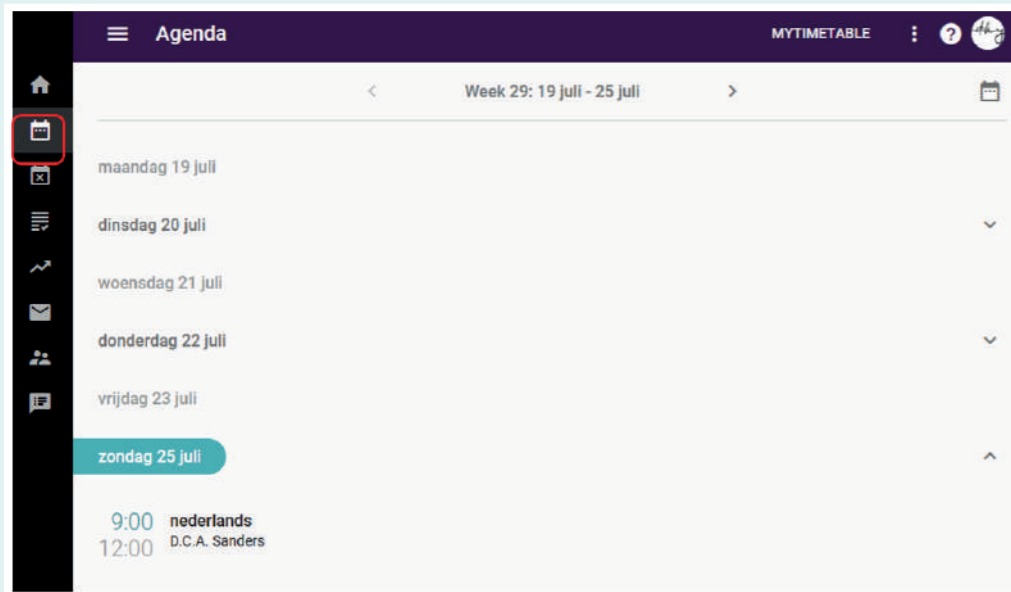 Agenda
MYTIMETABLE
Week 29: 19 juli - 25 juli
maandag 19 juli
dinsdag 20 juli
woensdag 21 juli
donderdag 22 juli
vrijdag 23 juli
zondag 25 juli
9:00 nederlands
12:00 D.C.A. Sanders